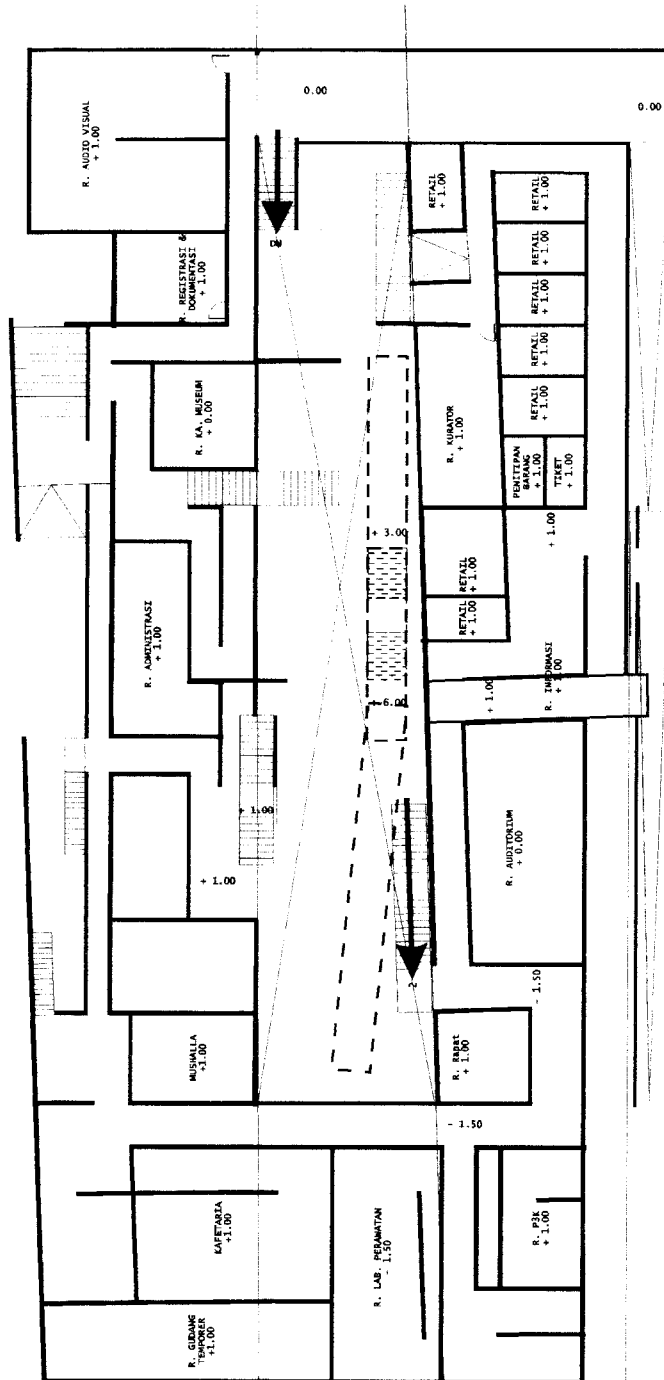 0.00
0.00
R. AUDIO VISUAL
+ 1.00
RETAIL
+ 1.00
RETAIL
+ 1.00
RETAIL
+ 1.00
RETAIL
+ 1.00
RETAIL
+ 1.00
RETAIL
+ 1.00
DN
R. REGISTRASI &
DOKUMENTASI
+ 1.00
R. KA. MUSEUM
+ 0.00
R. KURATOR
+ 1.00
PENITIPAN
BARANG
+ 1.00
TIKET
+ 1.00
+ 3.00
+ 1.00
RETAIL
+ 1.00
RETAIL
+ 1.00
R. ADMINISTRASI
+ 1.00
+ 6.00
+ 1.00
R. INFORMASI
+ 1.00
+ 1.00
+ 1.00
R. AUDITORIUM
+ 0.00
2
- 1.50
MUSHALLA
+1.00
R. Rapat
+ 1.00
- 1.50
KAFETARIA
+1.00
R. LAB. PERAWATAN
- 1.50
R. P3K
+ 1.00
R. GUDANG
TEMPORER
+1.00